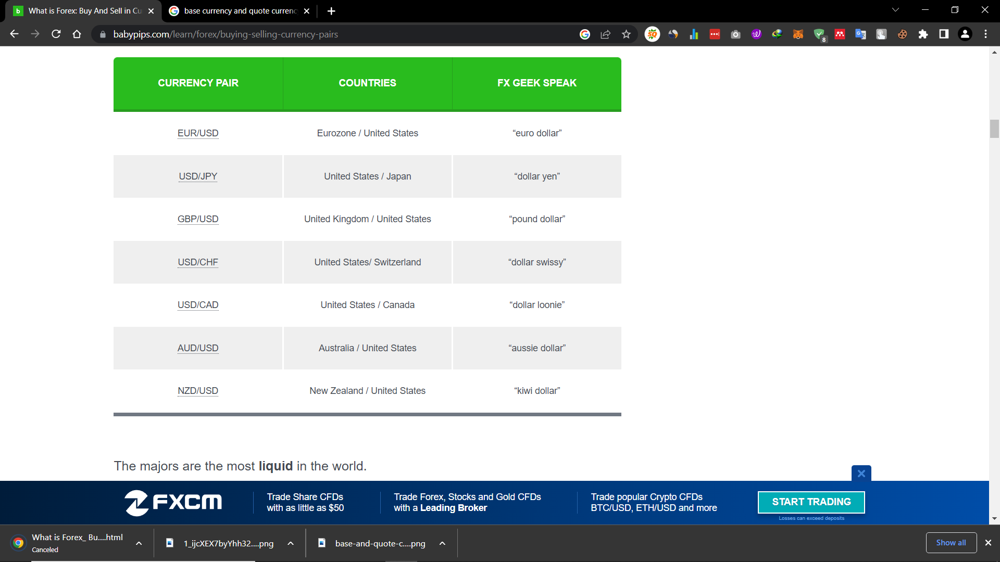 What is Forex: Buy And Sell in Cu
base currency and quote currenc
babypips.com/learn/forex/buying-selling-currency-pairs
8
CURRENCY PAIR COUNTRIES FX GEEK SPEAK
EUR/USD Eurozone / United States “euro dollar”
USD/JPY United States / Japan “dollar yen”
GBP/USD United Kingdom / United States “pound dollar”
USD/CHF United States/ Switzerland “dollar swissy”
USD/CAD United States / Canada “dollar loonie”
AUD/USD Australia / United States “aussie dollar”
NZD/USD New Zealand / United States “kiwi dollar”
The majors are the most liquid in the world.
FXCM
Trade Share CFDs
with as little as $50
Trade Forex, Stocks and Gold CFDs
with a Leading Broker
Trade popular Crypto CFDs
BTC/USD, ETH/USD and more
START TRADING
Losses can exceed deposits
What is Forex_ Bu....html
Canceled
1_ijcXEX7byYhh32....png
base-and-quote-c....png
Show all